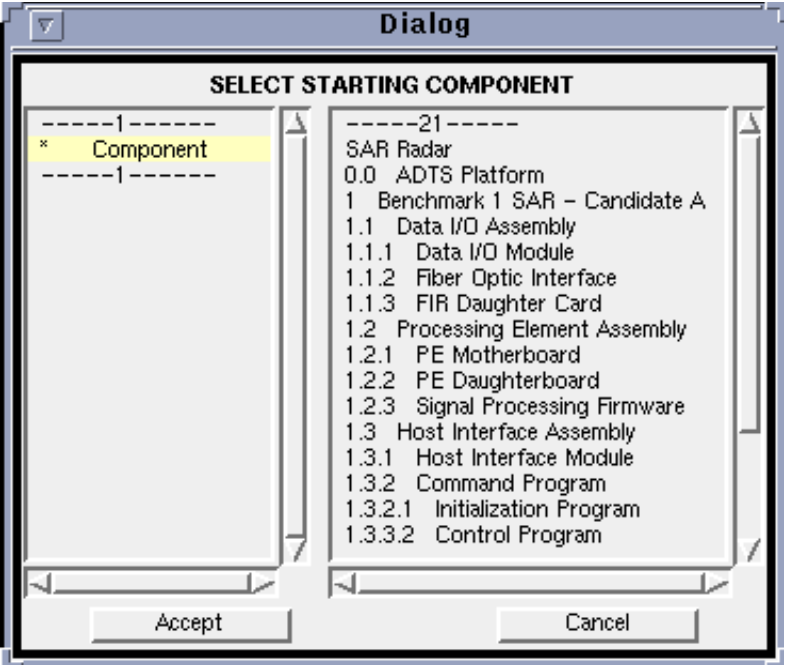 Dialog
SELECT STARTING COMPONENT
-----1------
* Component
-----1------
-----21-----
SAR Radar
0.0 ADTS Platform
1 Benchmark 1 SAR – Candidate A
1.1 Data I/O Assembly
1.1.1 Data I/O Module
1.1.2 Fiber Optic Interface
1.1.3 FIR Daughter Card
1.2 Processing Element Assembly
1.2.1 PE Motherboard
1.2.2 PE Daughterboard
1.2.3 Signal Processing Firmware
1.3 Host Interface Assembly
1.3.1 Host Interface Module
1.3.2 Command Program
1.3.2.1 Initialization Program
1.3.3.2 Control Program
Accept
Cancel